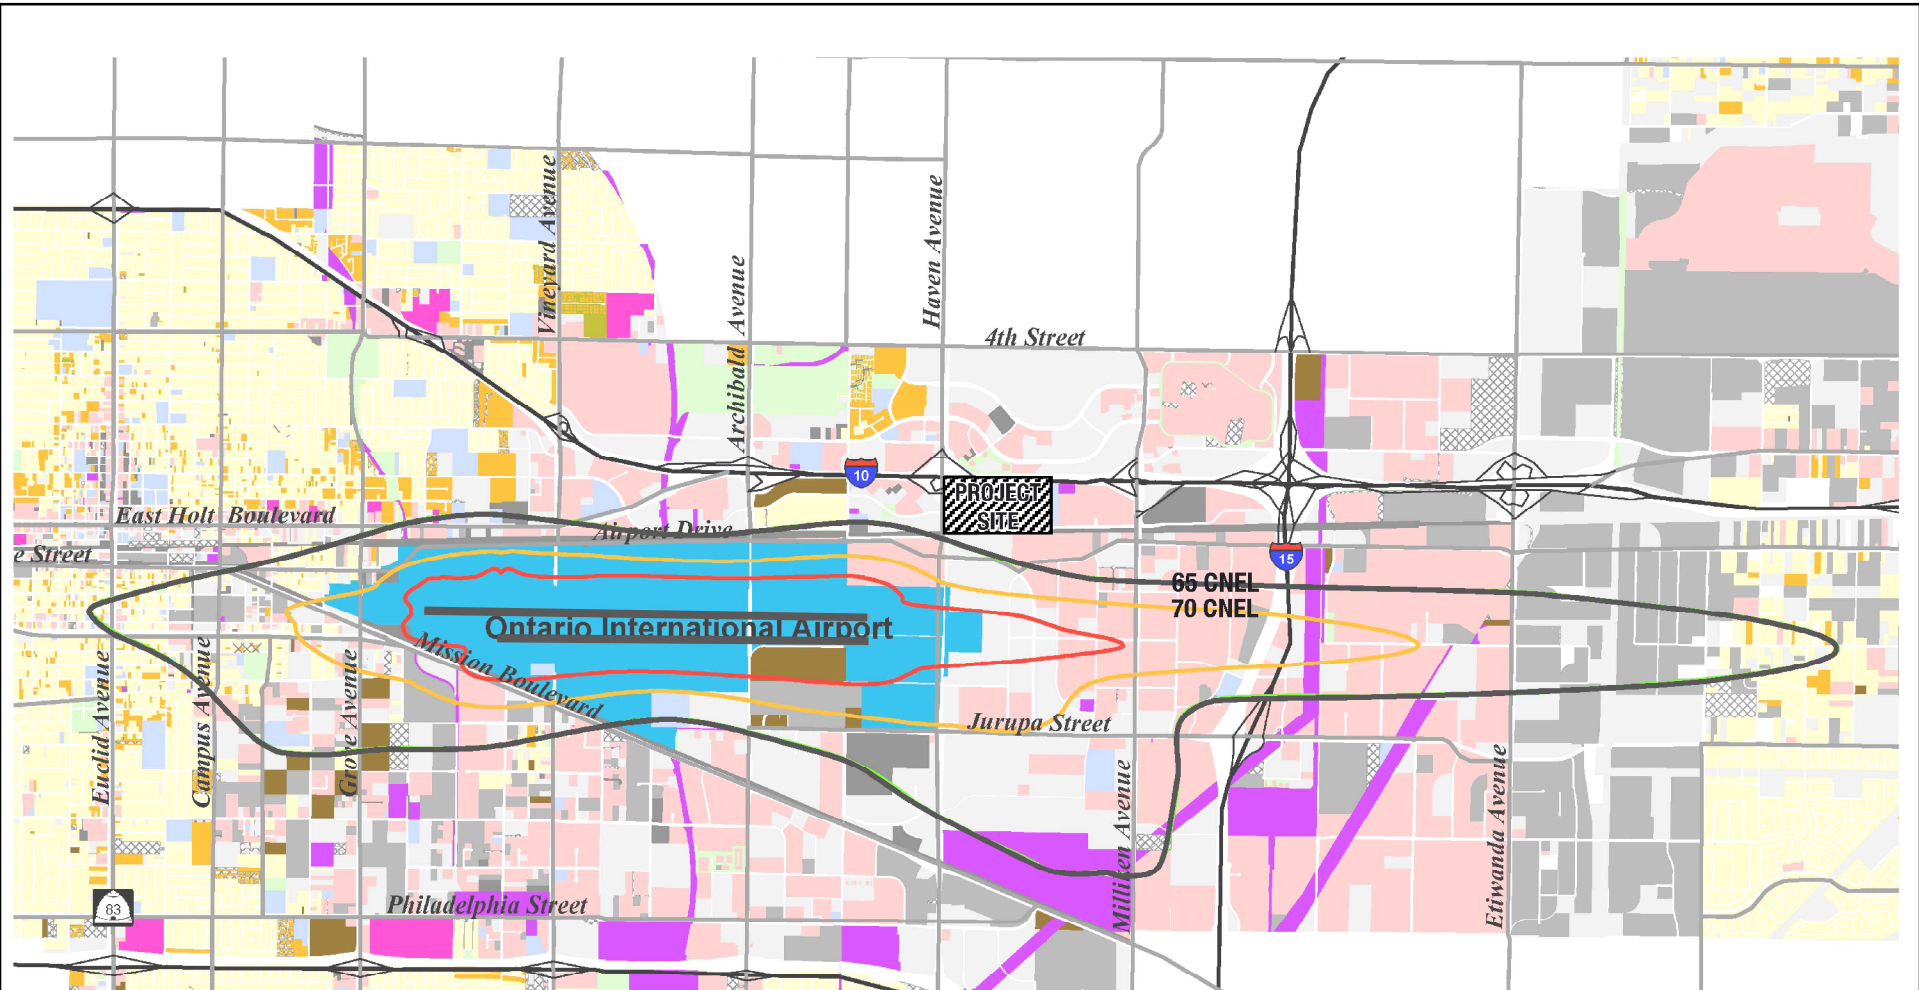 Vineyard Avenue
Archibald Avenue
Haven Avenue
4th Street
10
PROJECT
SITE
East Holt Boulevard
Airport Drive
e Street
15
65 CNEL
70 CNEL
Ontario International Airport
Mission Boulevard
Euclid Avenue
Campus Avenue
Grove Avenue
Jurupa Street
Milliken Avenue
Etiwanda Avenue
83
Philadelphia Street